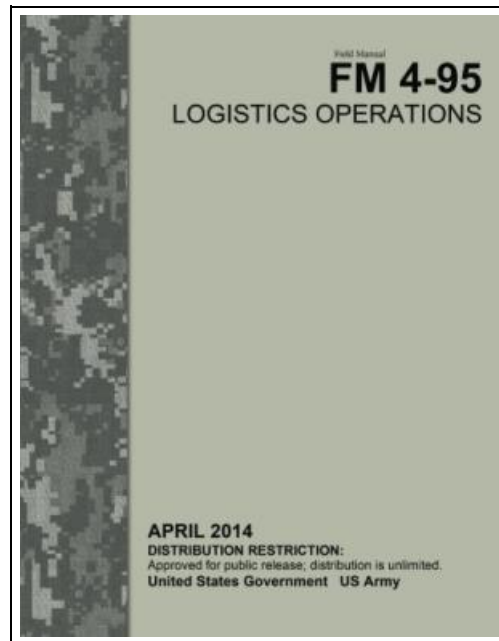 Field Manual
FM 4-95
LOGISTICS OPERATIONS
APRIL 2014
DISTRIBUTION RESTRICTION:
Approved for public release; distribution is unlimited.
United States Government   US Army